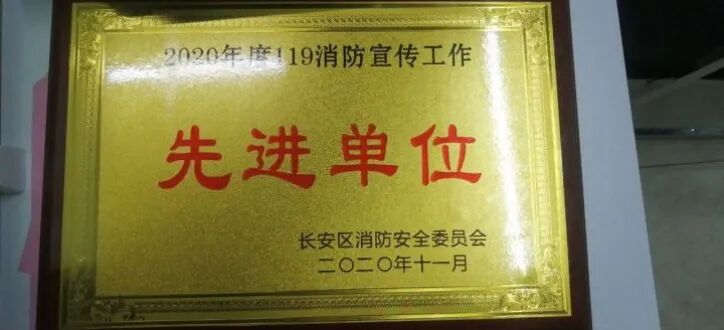 2020年度119消防宣传工作
先进单位
长安区消防安全委员会
二〇二〇年十一月